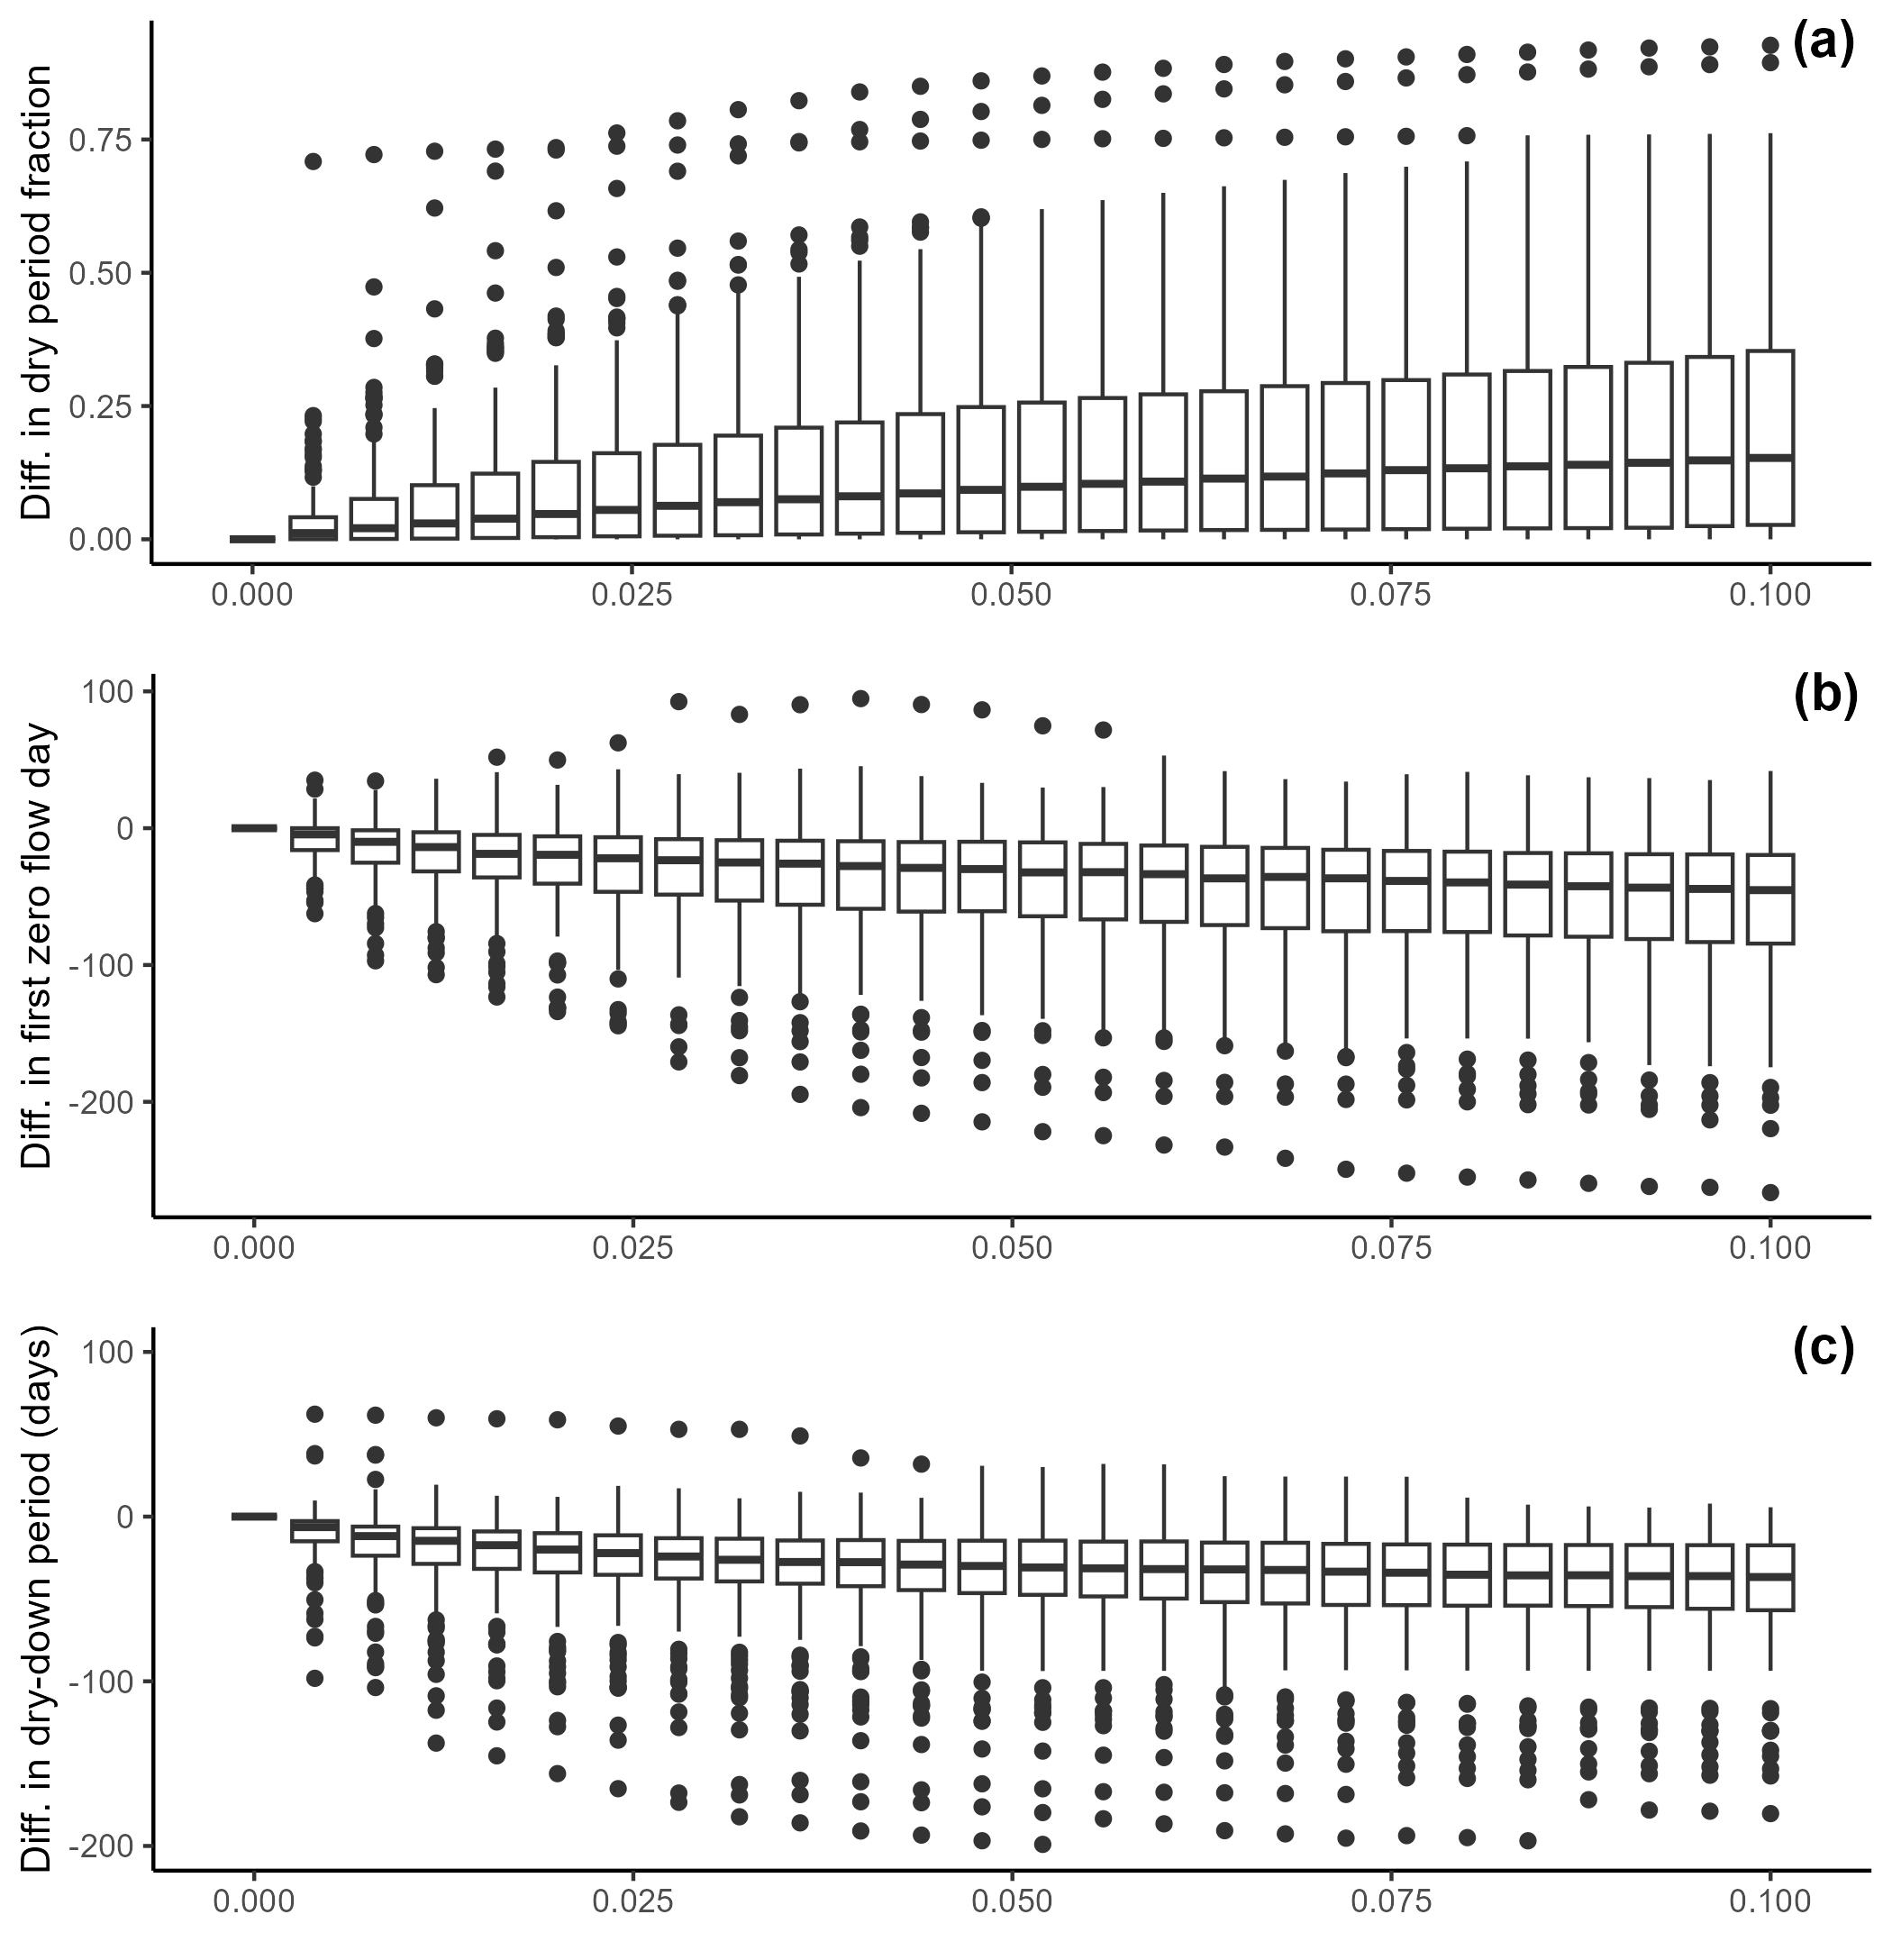 (a)
Diff. in dry period fraction
0.75
0.50
0.25
0.00
0.000 0.025 0.050 0.075 0.100
(b)
Diff. in first zero flow day
100
0
-100
-200
0.000 0.025 0.050 0.075 0.100
(c)
Diff. in dry-down period (days)
100
0
-100
-200
0.000 0.025 0.050 0.075 0.100